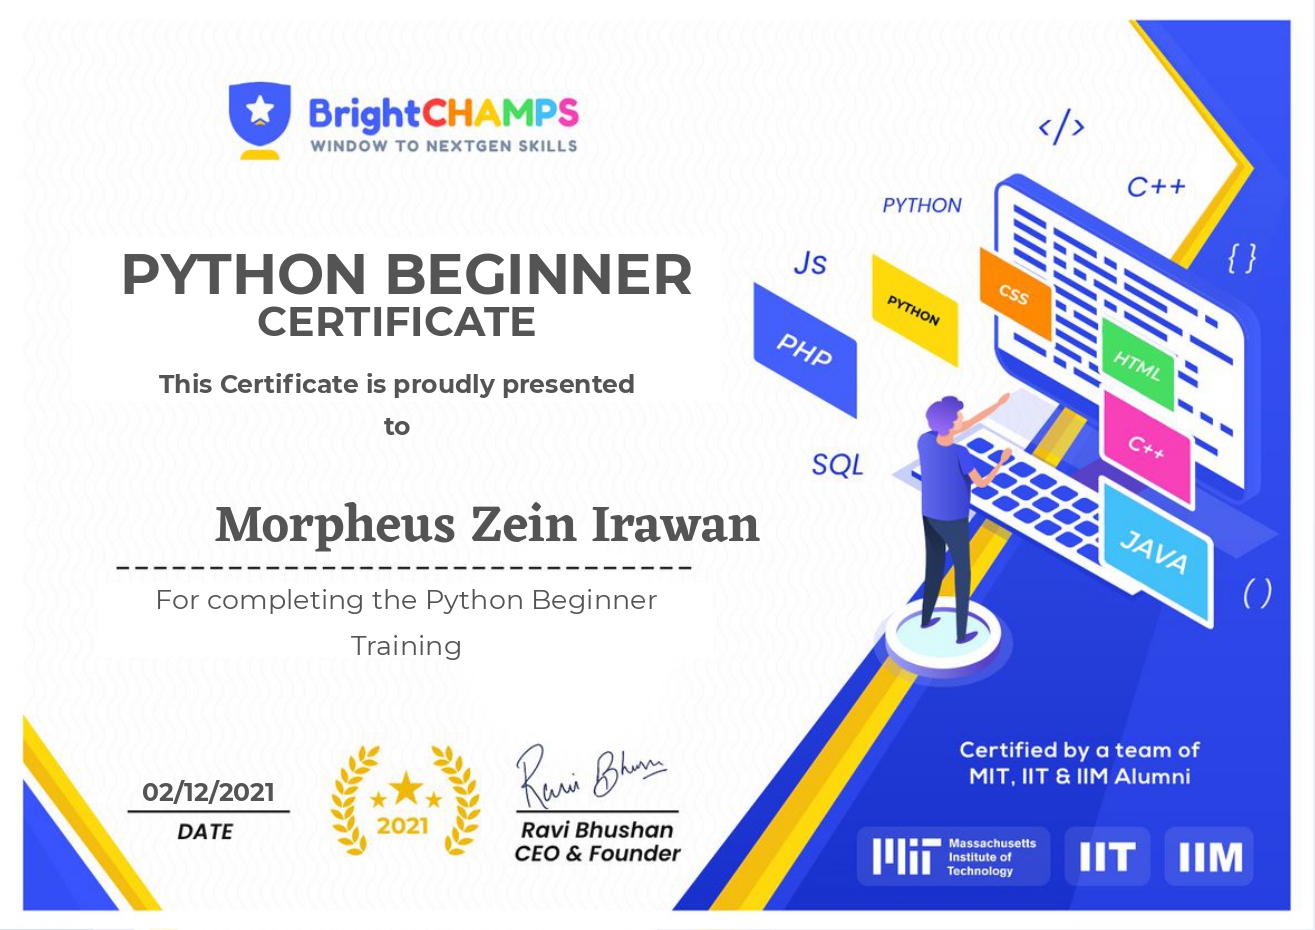 BrightCHAMPS
WINDOW TO NEXTGEN SKILLS
PYTHON BEGINNER
CERTIFICATE
This Certificate is proudly presented
to
Morpheus Zein Irawan
For completing the Python Beginner
Training
02/12/2021
DATE
2021
Ravi Bhushan
Ravi Bhushan
CEO & Founder
</>
C++
PYTHON
{ }
Js
PYTHON
CSS
PHP
HTML
C++
SQL
JAVA
( )
Certified by a team of
MIT, IIT & IIM Alumni
Massachusetts
Institute of
Technology
IIT
IIM